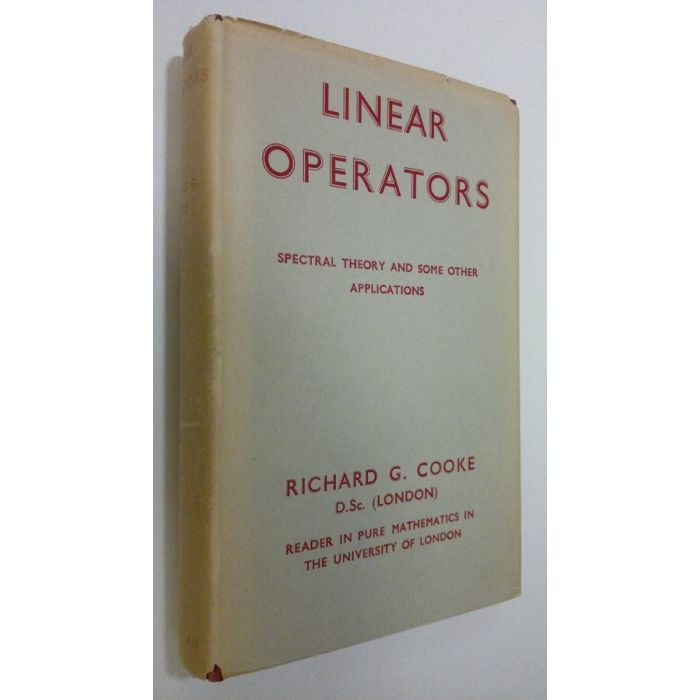 LINEAR
OPERATORS
SPECTRAL THEORY AND SOME OTHER
APPLICATIONS
RICHARD G. COOKE
D.Sc. (LONDON)
READER IN PURE MATHEMATICS IN
THE UNIVERSITY OF LONDON